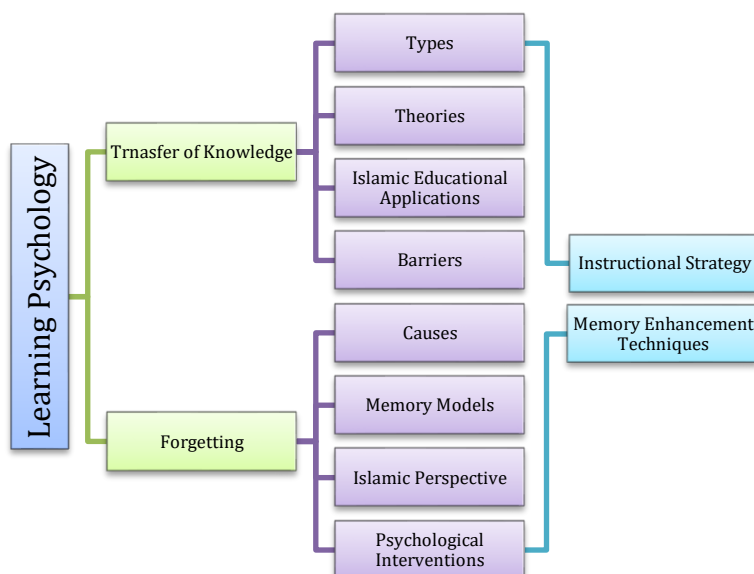 Learning Psychology
Trnasfer of Knowledge
Types
Theories
Islamic Educational
Applications
Barriers
Instructional Strategy
Forgetting
Causes
Memory Models
Islamic Perspective
Psychological
Interventions
Memory Enhancement
Techniques